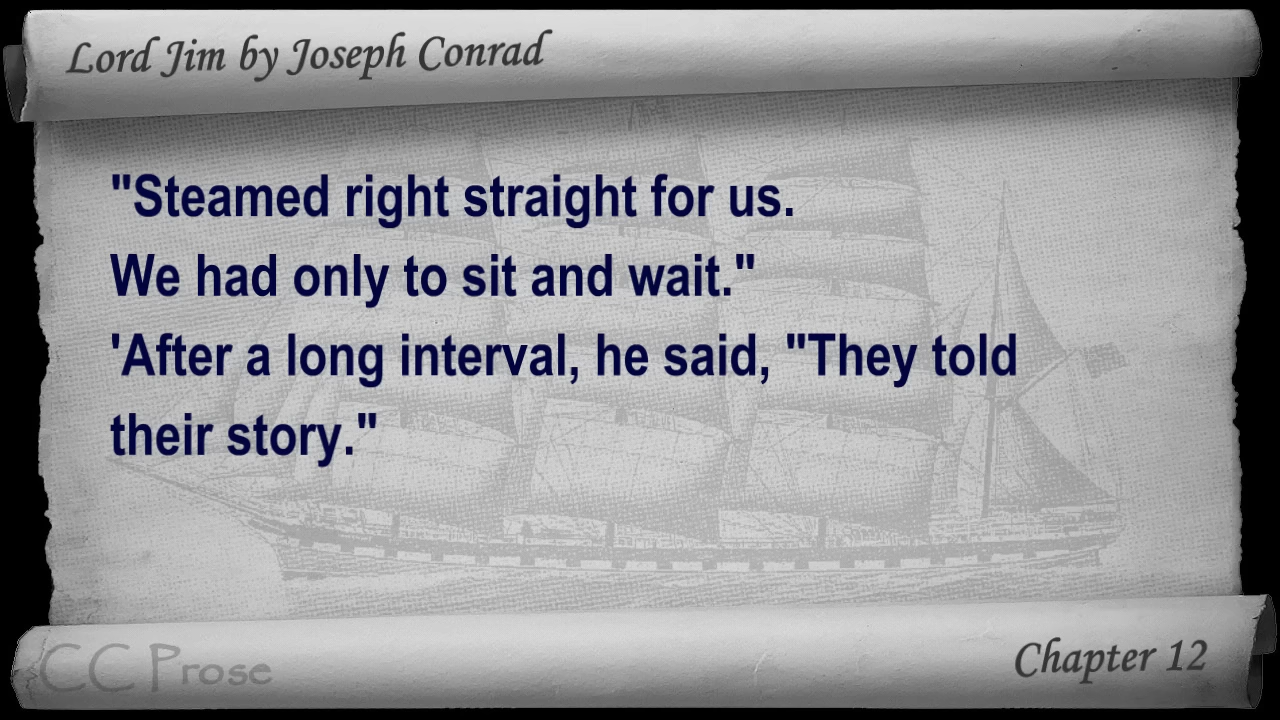 Lord Jim by Joseph Conrad
"Steamed right straight for us.
We had only to sit and wait."
'After a long interval, he said, "They told
their story."
CC Prose
Chapter 12